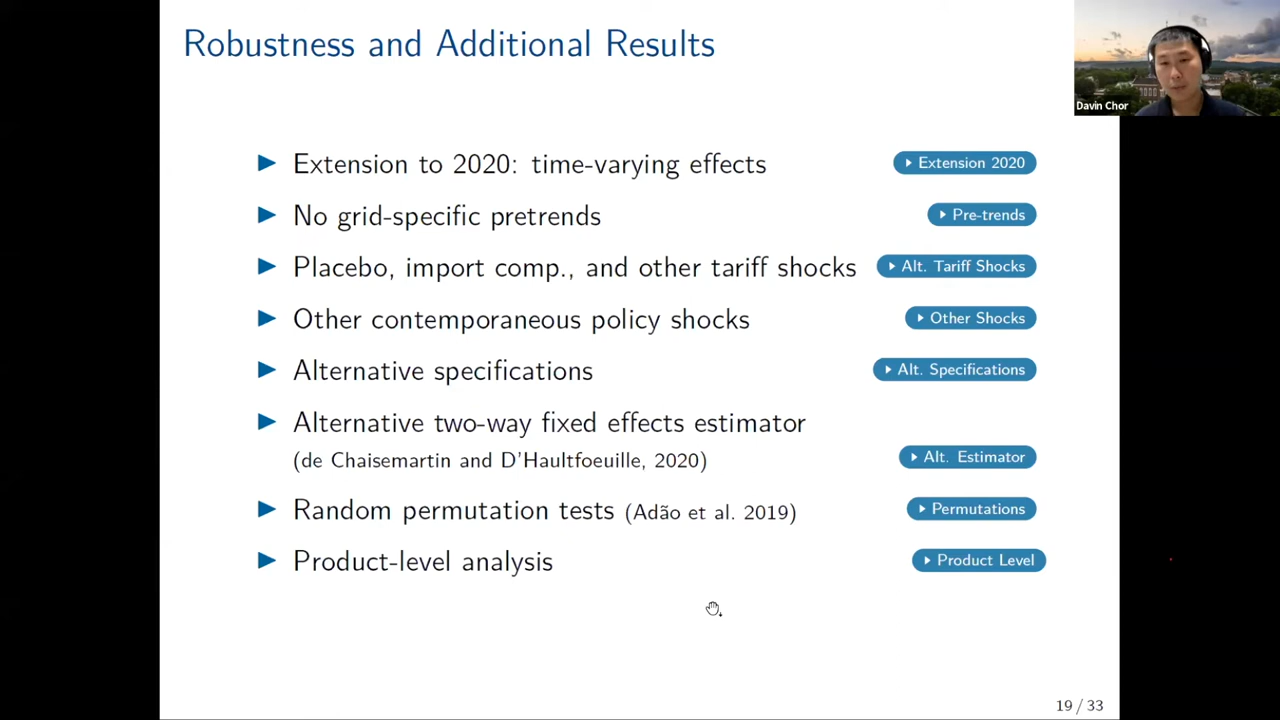 Robustness and Additional Results
Davin Chor
▶ Extension to 2020: time-varying effects ▶ Extension 2020
▶ No grid-specific pretrends ▶ Pre-trends
▶ Placebo, import comp., and other tariff shocks ▶ Alt. Tariff Shocks
▶ Other contemporaneous policy shocks ▶ Other Shocks
▶ Alternative specifications ▶ Alt. Specifications
▶ Alternative two-way fixed effects estimator
(de Chaisemartin and D'Haultfoeuille, 2020) ▶ Alt. Estimator
▶ Random permutation tests (Adão et al. 2019) ▶ Permutations
▶ Product-level analysis ▶ Product Level
19 / 33